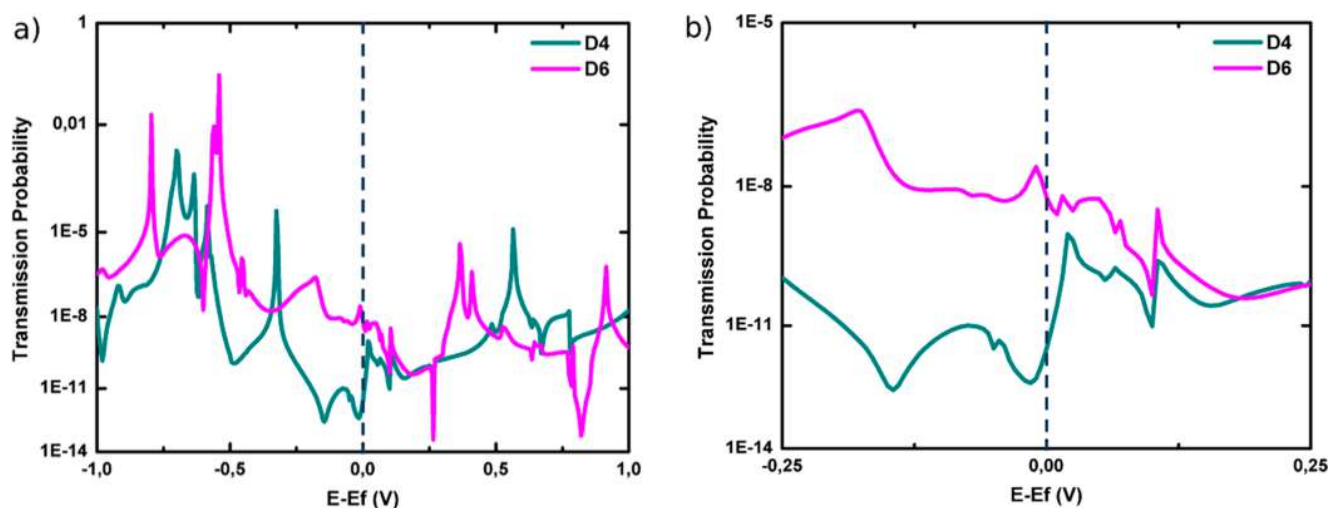 a)
Transmission Probability
1
0,01
1E-5
1E-8
1E-11
1E-14
-1,0
-0,5
0,0
0,5
1,0
E-Ef (V)
D4
D6
b)
Transmission Probability
1E-5
1E-8
1E-11
1E-14
-0,25
0,00
0,25
E-Ef (V)
D4
D6